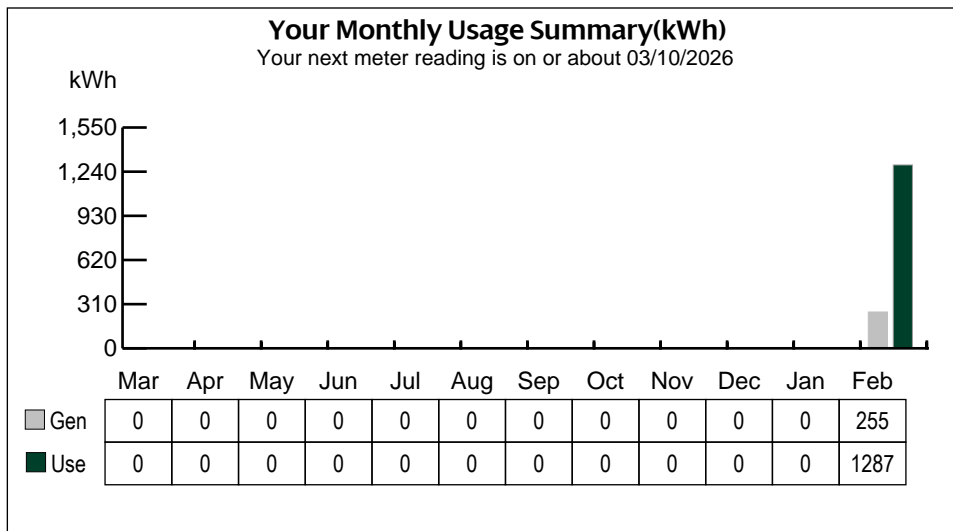 Your Monthly Usage Summary(kWh)
Your next meter reading is on or about 03/10/2026
kWh
1,550
1,240
930
620
310
0
Mar Apr May Jun Jul Aug Sep Oct Nov Dec Jan Feb
Gen 0 0 0 0 0 0 0 0 0 0 0 255
Use 0 0 0 0 0 0 0 0 0 0 0 1287